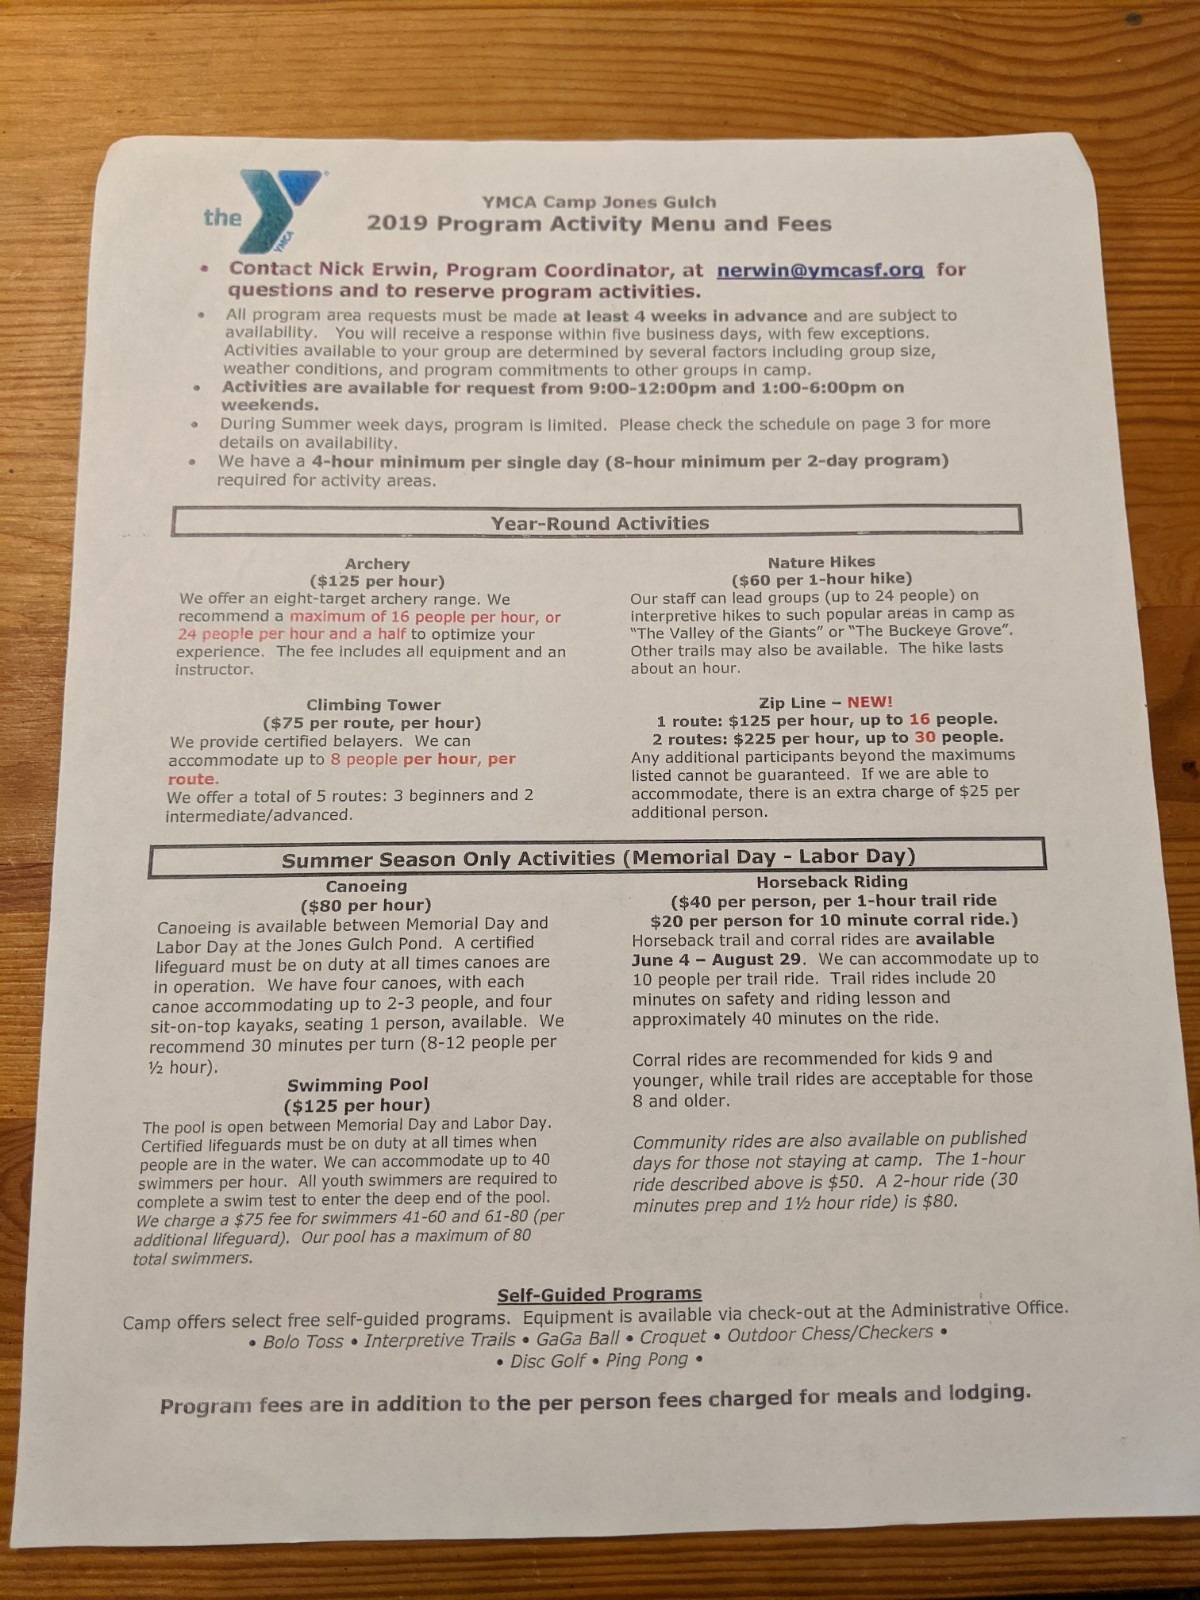 the
YMCA
YMCA Camp Jones Gulch
2019 Program Activity Menu and Fees
• Contact Nick Erwin, Program Coordinator, at nerwin@ymcasf.org for
questions and to reserve program activities.
• All program area requests must be made at least 4 weeks in advance and are subject to
availability. You will receive a response within five business days, with few exceptions.
Activities available to your group are determined by several factors including group size,
weather conditions, and program commitments to other groups in camp.
• Activities are available for request from 9:00-12:00pm and 1:00-6:00pm on
weekends.
• During Summer week days, program is limited. Please check the schedule on page 3 for more
details on availability.
• We have a 4-hour minimum per single day (8-hour minimum per 2-day program)
required for activity areas.
Year-Round Activities
Archery
($125 per hour)
We offer an eight-target archery range. We
recommend a maximum of 16 people per hour, or
24 people per hour and a half to optimize your
experience. The fee includes all equipment and an
instructor.
Climbing Tower
($75 per route, per hour)
We provide certified belayers. We can
accommodate up to 8 people per hour, per
route.
We offer a total of 5 routes: 3 beginners and 2
intermediate/advanced.
Nature Hikes
($60 per 1-hour hike)
Our staff can lead groups (up to 24 people) on
interpretive hikes to such popular areas in camp as
“The Valley of the Giants” or “The Buckeye Grove”.
Other trails may also be available. The hike lasts
about an hour.
Zip Line – NEW!
1 route: $125 per hour, up to 16 people.
2 routes: $225 per hour, up to 30 people.
Any additional participants beyond the maximums
listed cannot be guaranteed. If we are able to
accommodate, there is an extra charge of $25 per
additional person.
Summer Season Only Activities (Memorial Day - Labor Day)
Canoeing
($80 per hour)
Canoeing is available between Memorial Day and
Labor Day at the Jones Gulch Pond. A certified
lifeguard must be on duty at all times canoes are
in operation. We have four canoes, with each
canoe accommodating up to 2-3 people, and four
sit-on-top kayaks, seating 1 person, available. We
recommend 30 minutes per turn (8-12 people per
½ hour).
Swimming Pool
($125 per hour)
The pool is open between Memorial Day and Labor Day.
Certified lifeguards must be on duty at all times when
people are in the water. We can accommodate up to 40
swimmers per hour. All youth swimmers are required to
complete a swim test to enter the deep end of the pool.
We charge a $75 fee for swimmers 41-60 and 61-80 (per
additional lifeguard). Our pool has a maximum of 80
total swimmers.
Horseback Riding
($40 per person, per 1-hour trail ride
$20 per person for 10 minute corral ride.)
Horseback trail and corral rides are available
June 4 – August 29. We can accommodate up to
10 people per trail ride. Trail rides include 20
minutes on safety and riding lesson and
approximately 40 minutes on the ride.
Corral rides are recommended for kids 9 and
younger, while trail rides are acceptable for those
8 and older.
Community rides are also available on published
days for those not staying at camp. The 1-hour
ride described above is $50. A 2-hour ride (30
minutes prep and 1½ hour ride) is $80.
Self-Guided Programs
Camp offers select free self-guided programs. Equipment is available via check-out at the Administrative Office.
• Bolo Toss • Interpretive Trails • GaGa Ball • Croquet • Outdoor Chess/Checkers •
• Disc Golf • Ping Pong •
Program fees are in addition to the per person fees charged for meals and lodging.